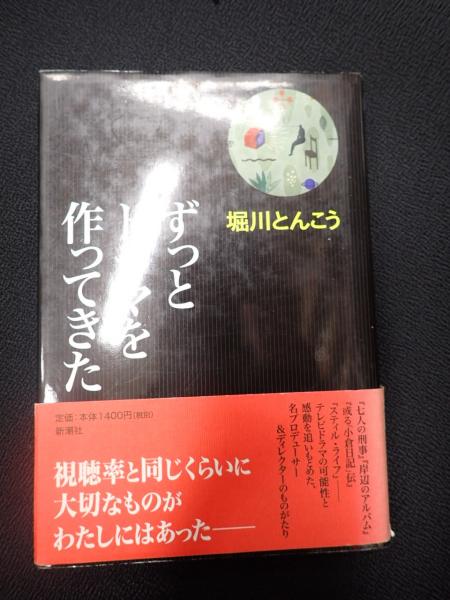 堀川とんこう
ずっと
ドラマを
作ってきた
『七人の刑事』『岸辺のアルバム』
『或る「小倉日記」伝』
『スティル・ライフ』――
テレビドラマの可能性と
感動を追いもとめた、
名プロデューサー
&ディレクターのものがたり
定価:本体1400円(税別)
新潮社
視聴率と同じくらいに
大切なものが
わたしにはあった――